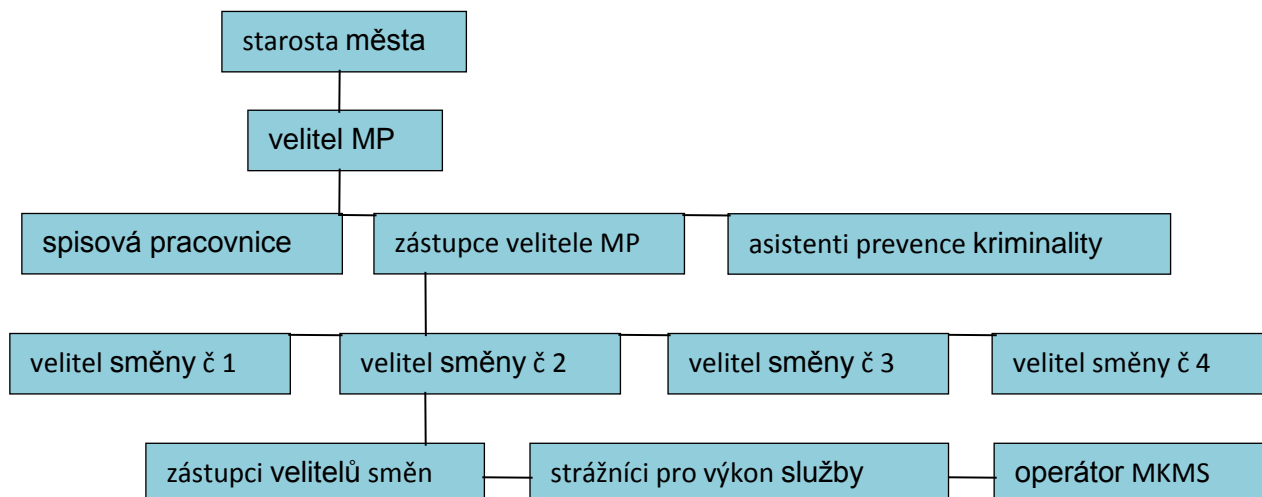 starosta města
velitel MP
spisová pracovnice
zástupce velitele MP
asistenti prevence kriminality
velitel směny č 1
velitel směny č 2
velitel směny č 3
velitel směny č 4
zástupci velitelů směn
strážníci pro výkon služby
operátor MKMS